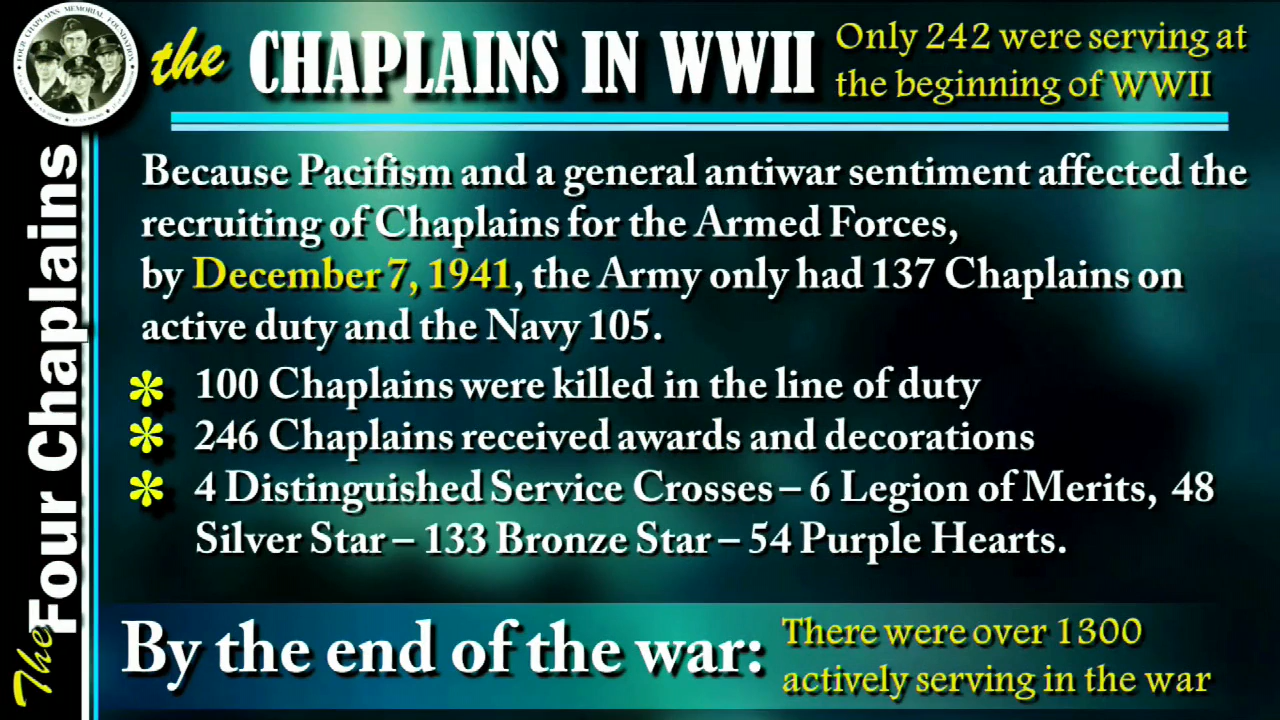 FOUR CHAPLAINS MEMORIAL FOUNDATION
the CHAPLAINS IN WWII
Only 242 were serving at
the beginning of WWII
The Four Chaplains
Because Pacifism and a general antiwar sentiment affected the
recruiting of Chaplains for the Armed Forces,
by December 7, 1941, the Army only had 137 Chaplains on
active duty and the Navy 105.
* 100 Chaplains were killed in the line of duty
* 246 Chaplains received awards and decorations
* 4 Distinguished Service Crosses – 6 Legion of Merits, 48
Silver Star – 133 Bronze Star – 54 Purple Hearts.
By the end of the war:
There were over 1300
actively serving in the war